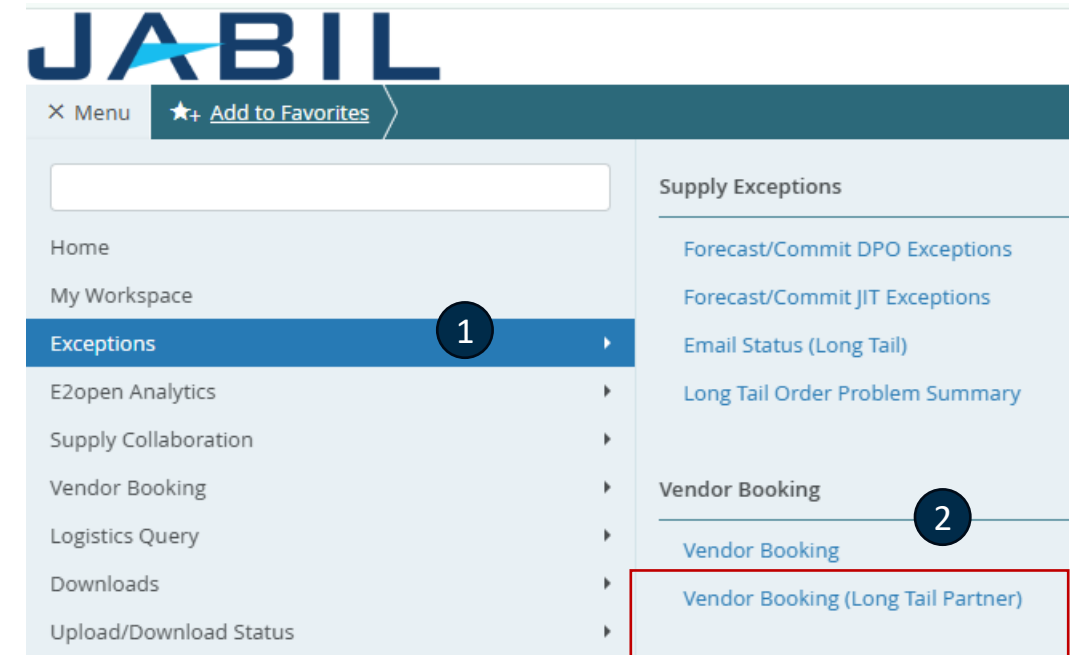 JABIL
× Menu
Add to Favorites
Home
My Workspace
Exceptions
1
E2open Analytics
Supply Collaboration
Vendor Booking
Logistics Query
Downloads
Upload/Download Status
Supply Exceptions
Forecast/Commit DPO Exceptions
Forecast/Commit JIT Exceptions
Email Status (Long Tail)
Long Tail Order Problem Summary
Vendor Booking
2
Vendor Booking
Vendor Booking (Long Tail Partner)